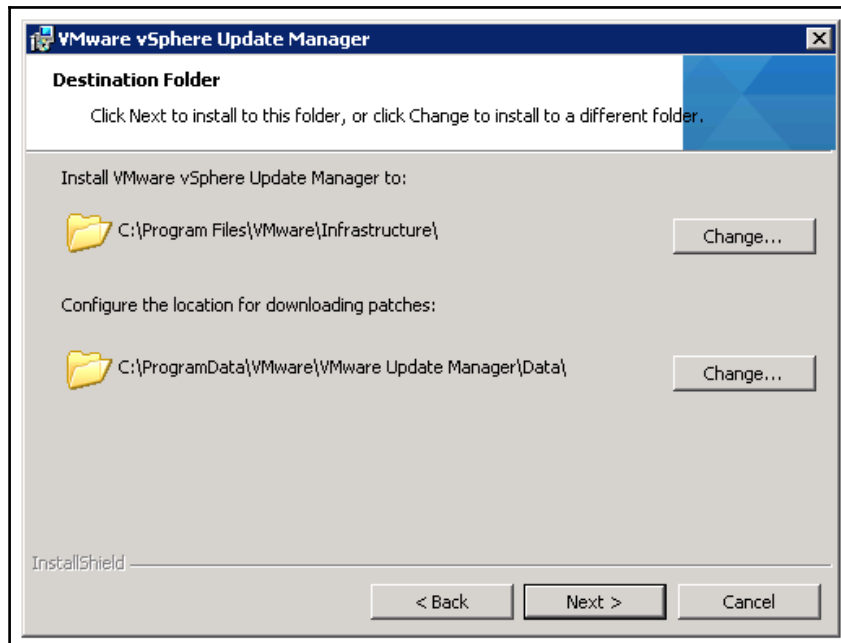 VMware vSphere Update Manager
Destination Folder
Click Next to install to this folder, or click Change to install to a different folder.
Install VMware vSphere Update Manager to:
C:\Program Files\VMware\Infrastructure\
Change...
Configure the location for downloading patches:
C:\ProgramData\VMware\VMware Update Manager\Data\
Change...
InstallShield
< Back
Next >
Cancel